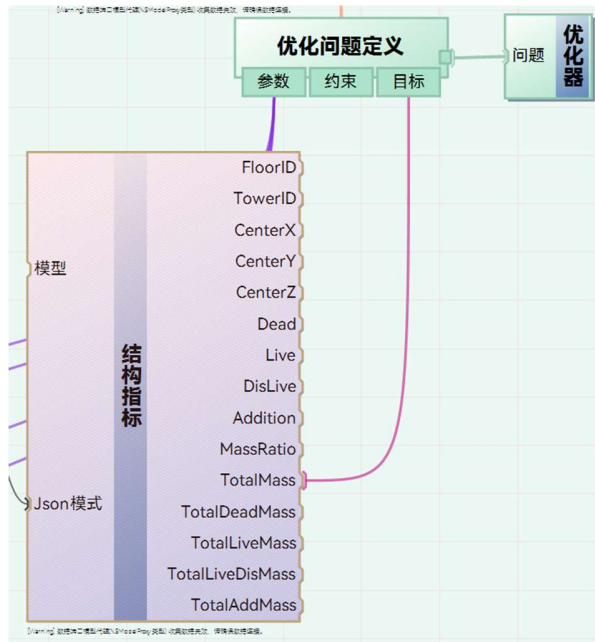 优化问题定义
参数
约束
目标
问题
优化器
结构指标
模型
Json模式
FloorID
TowerID
CenterX
CenterY
CenterZ
Dead
Live
DisLive
Addition
MassRatio
TotalMass
TotalDeadMass
TotalLiveMass
TotalLiveDisMass
TotalAddMass